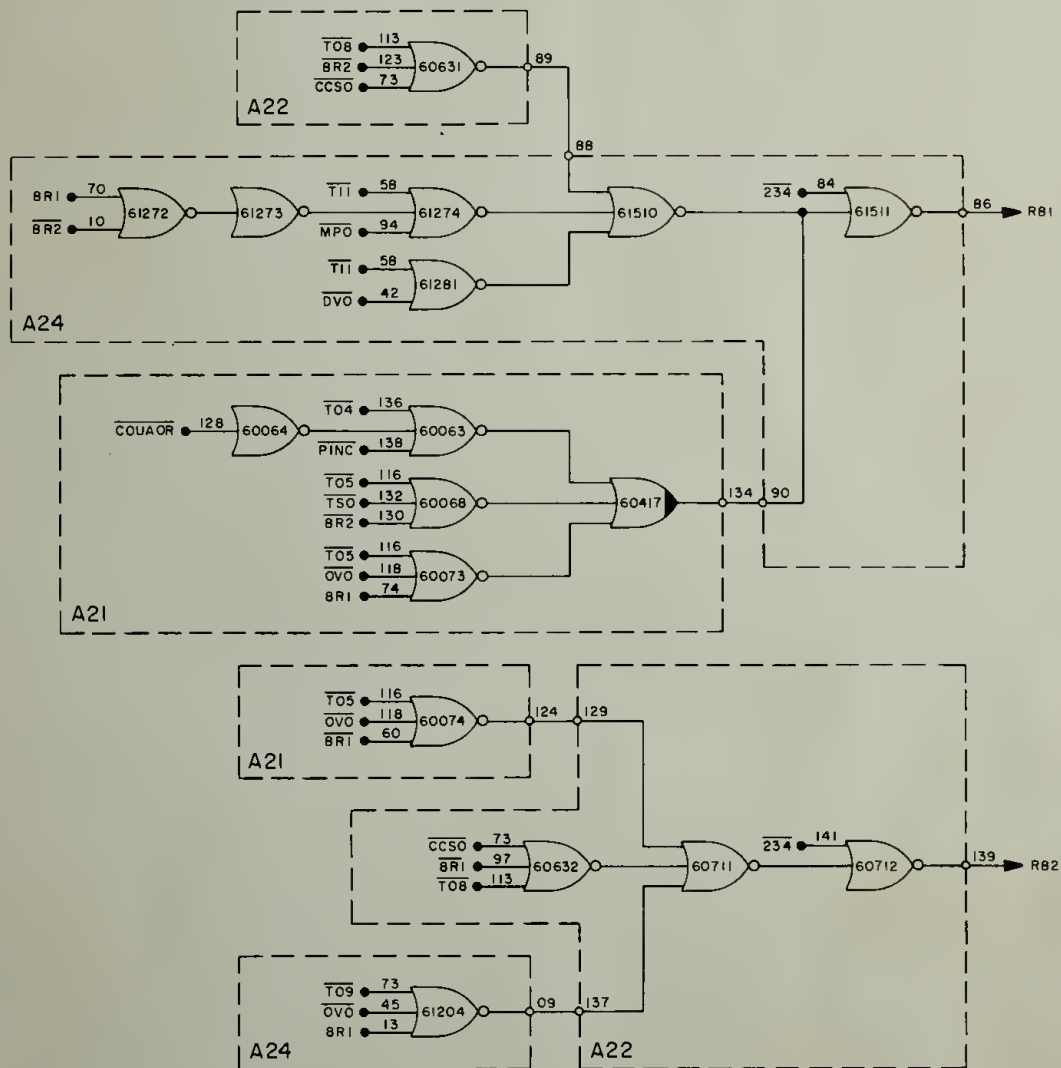 T08 113
BR2 123 60631 89
CCS0 73
A22
88
BR1 70
61272 61273
BR2 10
T11 58
61274
MP0 94
61510
234 84
61511 86 RB1
T11 58
61281
DV0 42
A24
COUAOR 128 60064
T04 136
60063
PINC 138
T05 116
TS0 132 60068
BR2 130
60417 134 90
T05 116
OVO 118 60073
BR1 74
A21
T05 116
OVO 118 60074 124 129
BR1 60
A21
CCS0 73
BR1 97 60632
T08 113
60711
234 141
60712 139 RB2
T09 73
OVO 45 61204 09 137
BR1 13
A24
A22